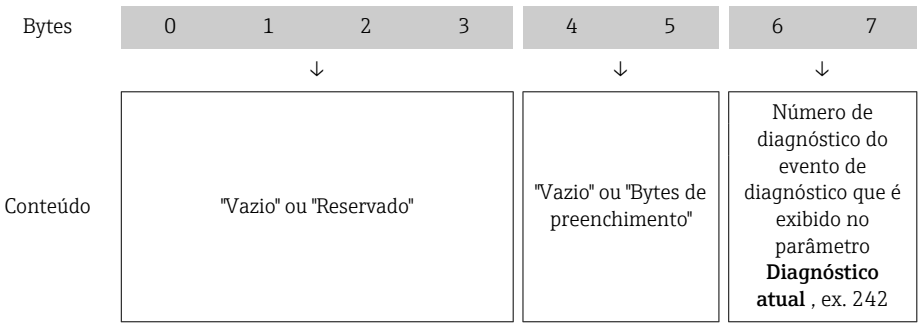 Bytes 0 1 2 3 4 5 6 7
↓ ↓ ↓
Conteúdo
"Vazio" ou "Reservado"
"Vazio" ou "Bytes de
preenchimento"
Número de
diagnóstico do
evento de
diagnóstico que é
exibido no
parâmetro
Diagnóstico
atual , ex. 242